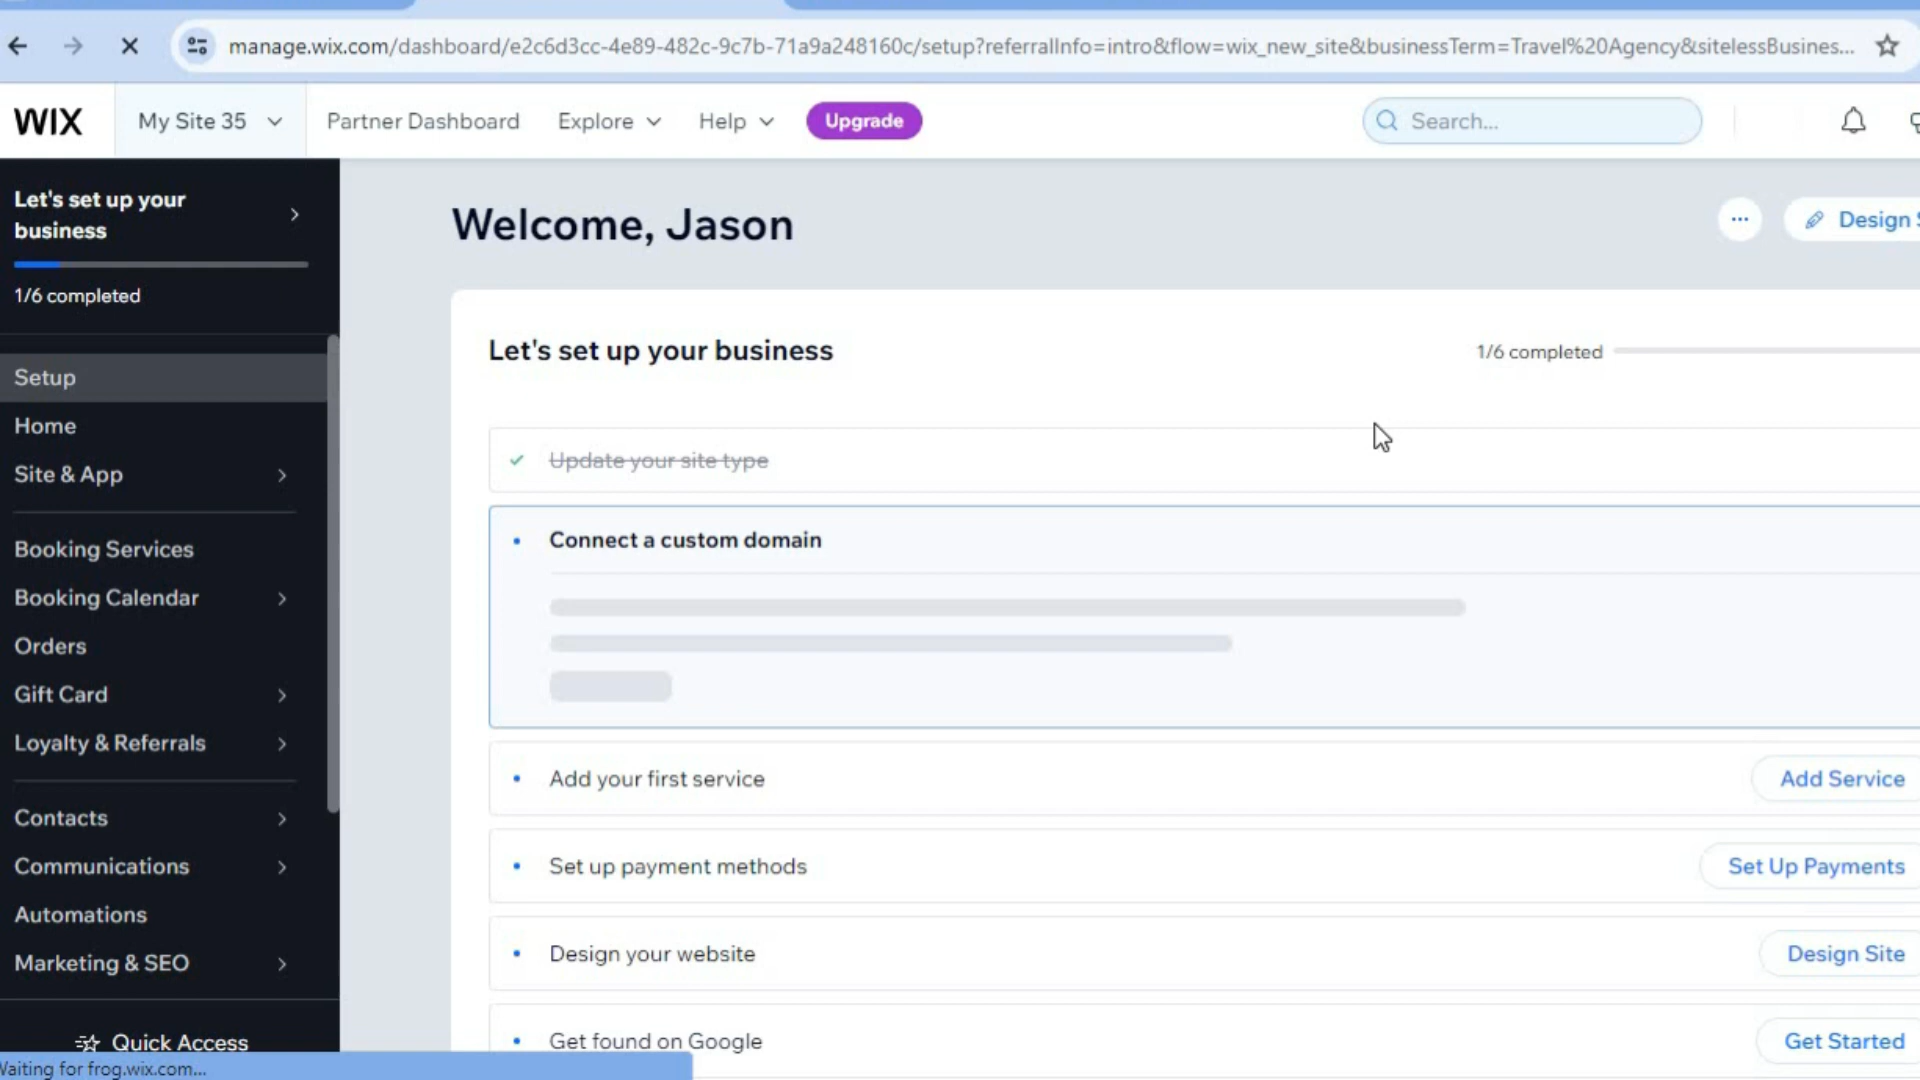 manage.wix.com/dashboard/e2c6d3cc-4e89-482c-9c7b-71a9a248160c/setup?referralInfo=intro&flow=wix_new_site&businessTerm=Travel%20Agency&sitelessBusines...
WIX
My Site 35
Partner Dashboard
Explore
Help
Upgrade
Search...
Let's set up your
business
1/6 completed
Setup
Home
Site & App
Booking Services
Booking Calendar
Orders
Gift Card
Loyalty & Referrals
Contacts
Communications
Automations
Marketing & SEO
Quick Access
Waiting for frog.wix.com...
Welcome, Jason
Design
Let's set up your business
1/6 completed
Update your site type
Connect a custom domain
Add your first service
Add Service
Set up payment methods
Set Up Payments
Design your website
Design Site
Get found on Google
Get Started